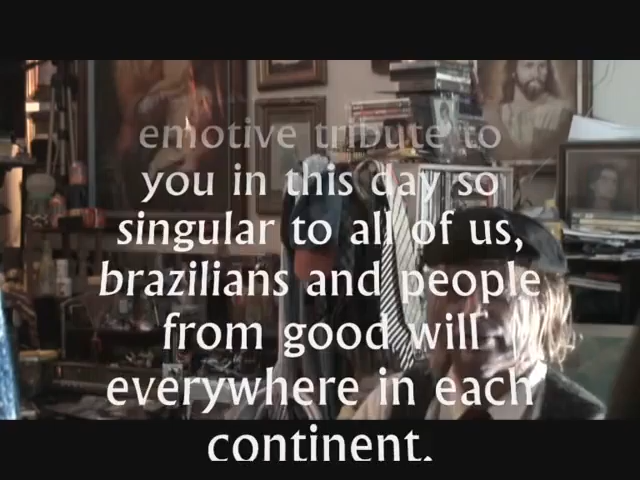 emotive tribute to
you in this day so
singular to all of us,
brazilians and people
from good will
everywhere in each
continent.